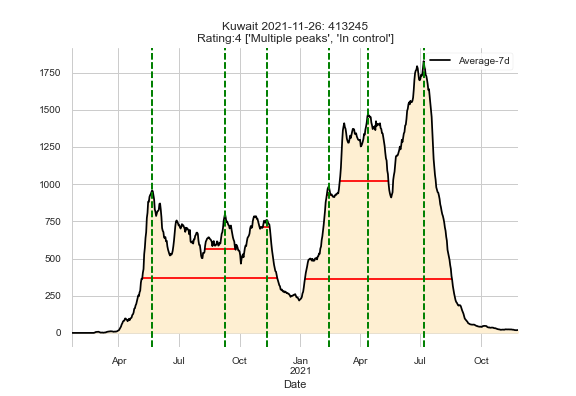 Kuwait 2021-11-26: 413245
Rating:4 ['Multiple peaks', 'In control']
Average-7d
1750
1500
1250
1000
750
500
250
0
Apr
Jul
Oct
Jan
2021
Apr
Jul
Oct
Date